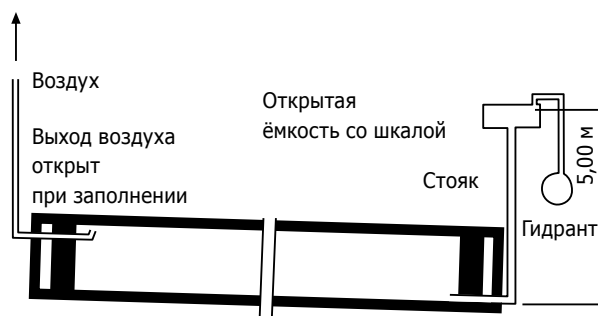 Воздух
Выход воздуха
открыт
при заполнении
Открытая
ёмкость со шкалой
Стояк
5,00 м
Гидрант